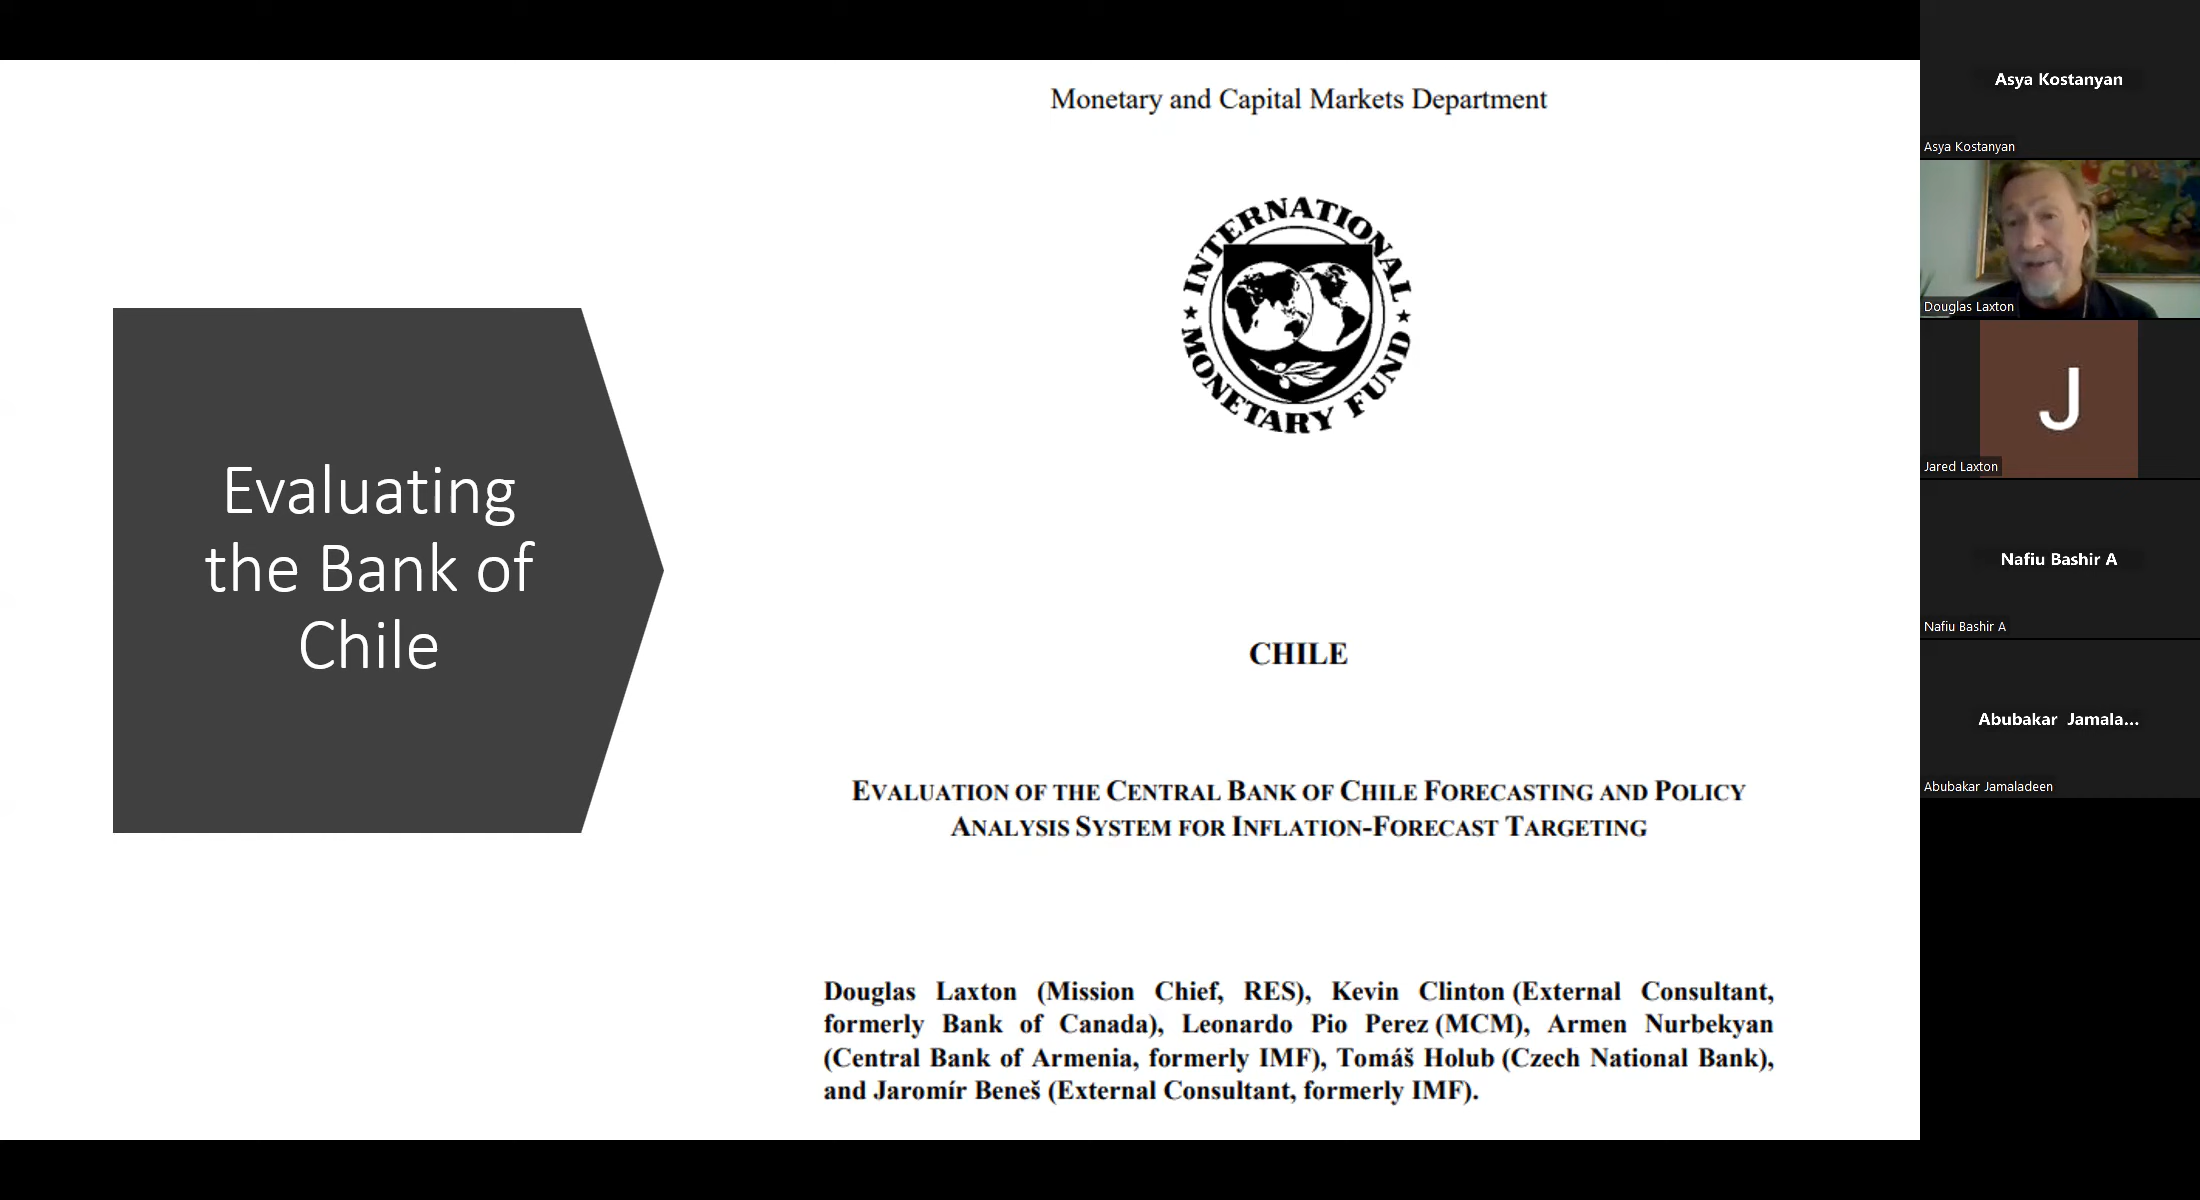 Monetary and Capital Markets Department
INTERNATIONAL MONETARY FUND
Evaluating
the Bank of
Chile
CHILE
EVALUATION OF THE CENTRAL BANK OF CHILE FORECASTING AND POLICY
ANALYSIS SYSTEM FOR INFLATION-FORECAST TARGETING
Douglas Laxton (Mission Chief, RES), Kevin Clinton (External Consultant,
formerly Bank of Canada), Leonardo Pio Perez (MCM), Armen Nurbekyan
(Central Bank of Armenia, formerly IMF), Tomáš Holub (Czech National Bank),
and Jaromír Beneš (External Consultant, formerly IMF).
Asya Kostanyan
Asya Kostanyan
Douglas Laxton
J
Jared Laxton
Nafiu Bashir A
Nafiu Bashir A
Abubakar Jamala...
Abubakar Jamaladeen